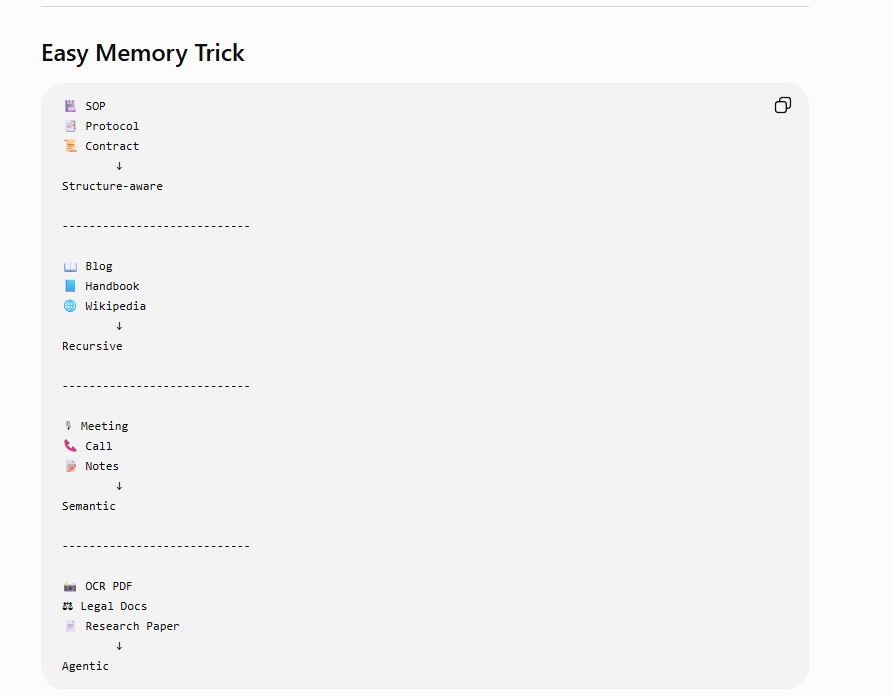 Easy Memory Trick
📓 SOP
📑 Protocol
📜 Contract
↓
Structure-aware
----------------------------
📖 Blog
📘 Handbook
🌐 Wikipedia
↓
Recursive
----------------------------
🎙 Meeting
📞 Call
📝 Notes
↓
Semantic
----------------------------
📸 OCR PDF
⚖ Legal Docs
📄 Research Paper
↓
Agentic